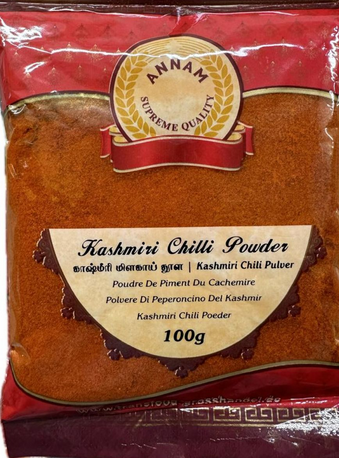 ANNAM
SUPREME QUALITY
Kashmiri Chilli Powder
காஷ்மீரி மிளகாய் தூள் | Kashmiri Chili Pulver
Poudre De Piment Du Cachemire
Polvere Di Peperoncino Del Kashmir
Kashmiri Chili Poeder
100g